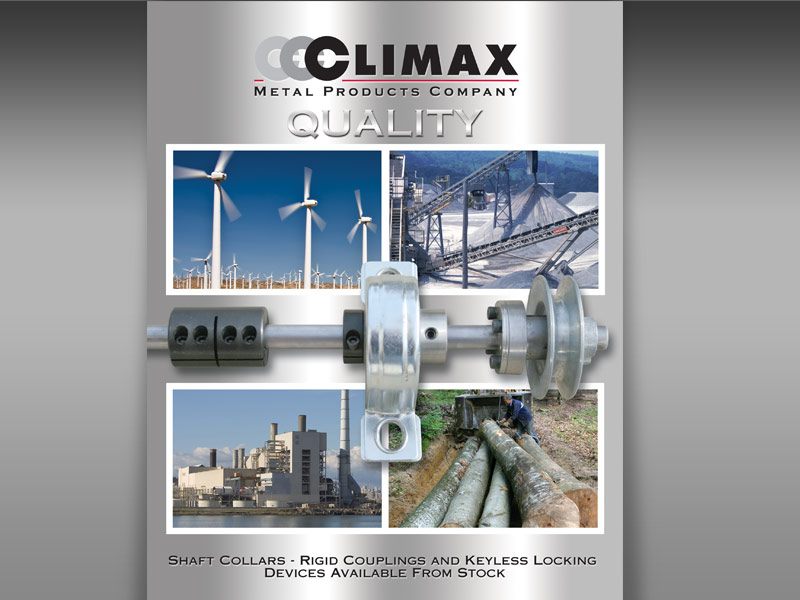 CLIMAX
METAL PRODUCTS COMPANY
QUALITY
SHAFT COLLARS - RIGID COUPLINGS AND KEYLESS LOCKING
DEVICES AVAILABLE FROM STOCK